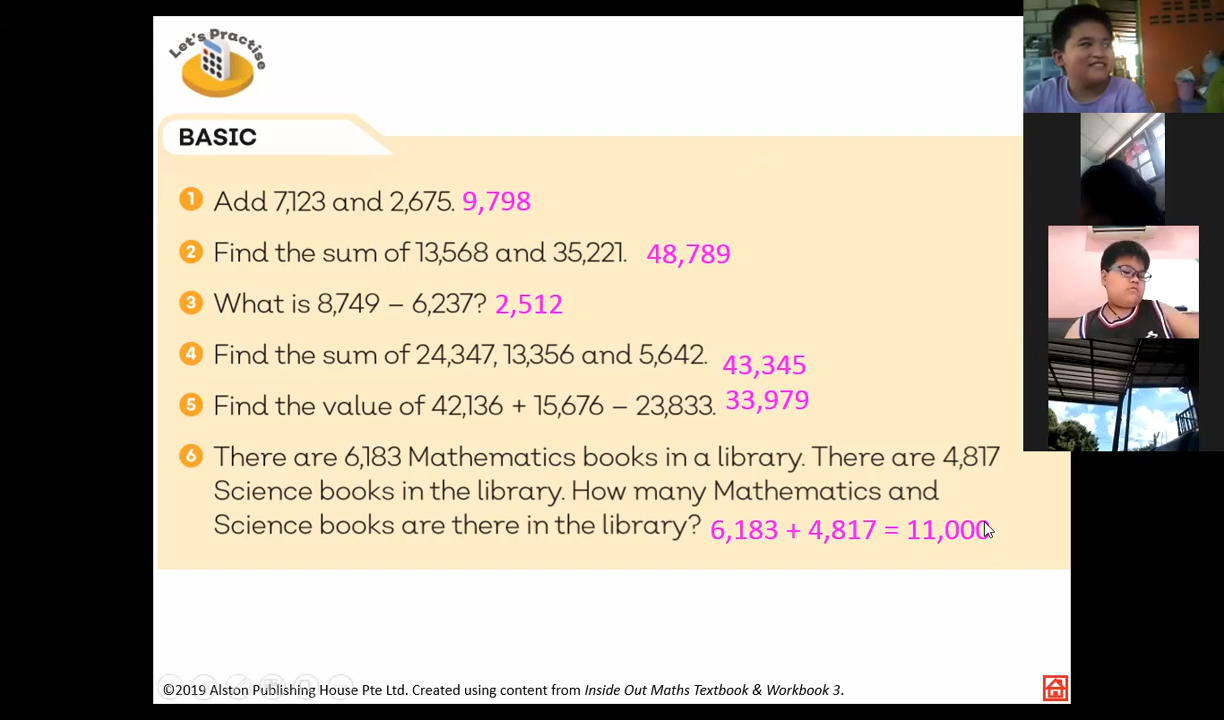 Let's Practise
BASIC
1 Add 7,123 and 2,675. 9,798
2 Find the sum of 13,568 and 35,221. 48,789
3 What is 8,749 – 6,237? 2,512
4 Find the sum of 24,347, 13,356 and 5,642. 43,345
5 Find the value of 42,136 + 15,676 – 23,833. 33,979
6 There are 6,183 Mathematics books in a library. There are 4,817
Science books in the library. How many Mathematics and
Science books are there in the library? 6,183 + 4,817 = 11,000
©2019 Alston Publishing House Pte Ltd. Created using content from Inside Out Maths Textbook & Workbook 3.